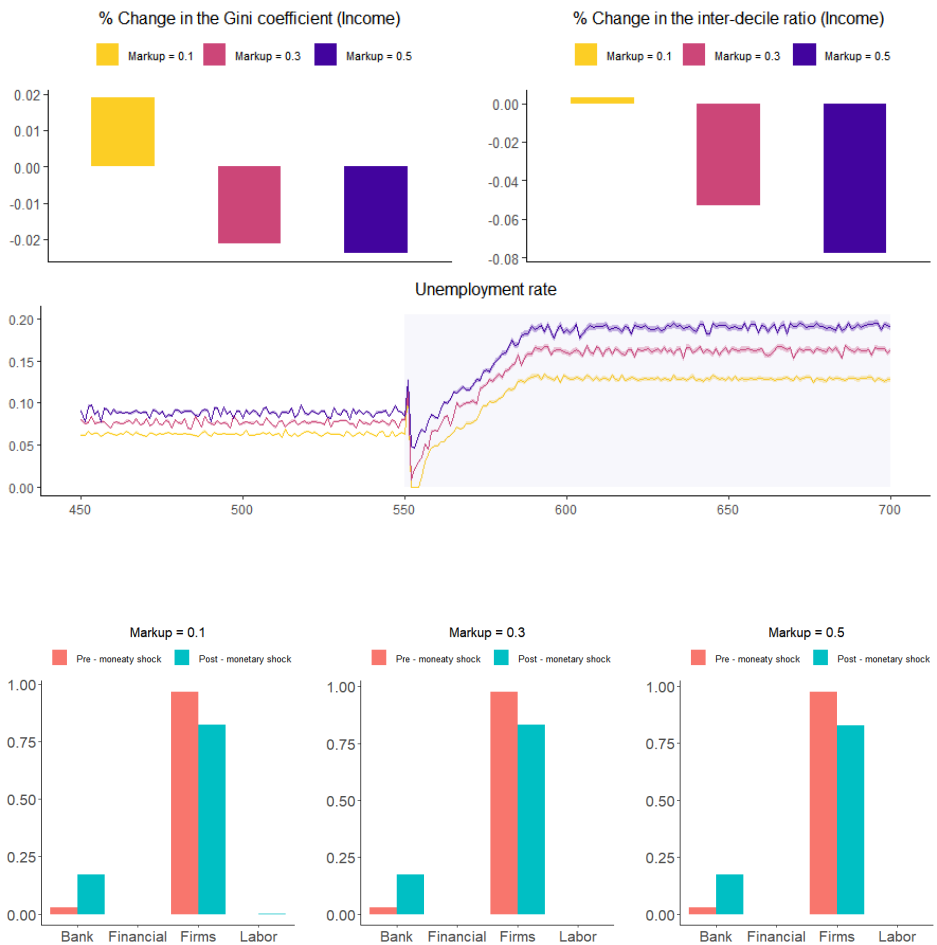 % Change in the Gini coefficient (Income)
% Change in the inter-decile ratio (Income)
Markup = 0.1 Markup = 0.3 Markup = 0.5
Markup = 0.1 Markup = 0.3 Markup = 0.5
0.02
0.01
0.00
-0.01
-0.02
0.00
-0.02
-0.04
-0.06
-0.08
Unemployment rate
0.20
0.15
0.10
0.05
0.00
450 500 550 600 650 700
Markup = 0.1
Pre - moneaty shock Post - monetary shock
1.00
0.75
0.50
0.25
0.00
Bank Financial Firms Labor
Markup = 0.3
Pre - moneaty shock Post - monetary shock
1.00
0.75
0.50
0.25
0.00
Bank Financial Firms Labor
Markup = 0.5
Pre - moneaty shock Post - monetary shock
1.00
0.75
0.50
0.25
0.00
Bank Financial Firms Labor